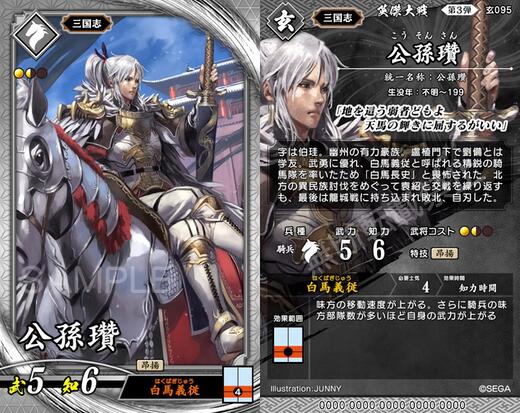 三国志
SAMPLE
公孫瓚
昂揚
武5 知6
はくばぎじゅう
白馬義従
4
玄
三国志
英傑大戦
第3弾
玄095
こう そん さん
公孫瓚
統一名称：公孫瓚
生没年：不明～199
「地を這う弱者どもよ
天馬の輝きに屈するがいい」
字は伯珪。幽州の有力豪族。盧植門下で劉備とは
学友。武勇に優れ、白馬義従と呼ばれる精鋭の騎
馬隊を率いたため「白馬長史」と畏怖された。北
方の異民族討伐をめぐって袁紹と交戦を繰り返す
も、最後は籠城戦に持ち込まれ敗北、自刃した。
兵種 武力 知力 武将コスト
騎兵 5 6 特技 昂揚
はくばぎじゅう 必要士気 効果時間
白馬義従 4 知力時間
効果範囲
味方の移動速度が上がる。さらに騎兵の味
方部隊数が多いほど自身の武力が上がる
Illustration:JUNNY
©SEGA
0000-0000-0000-0000-0000